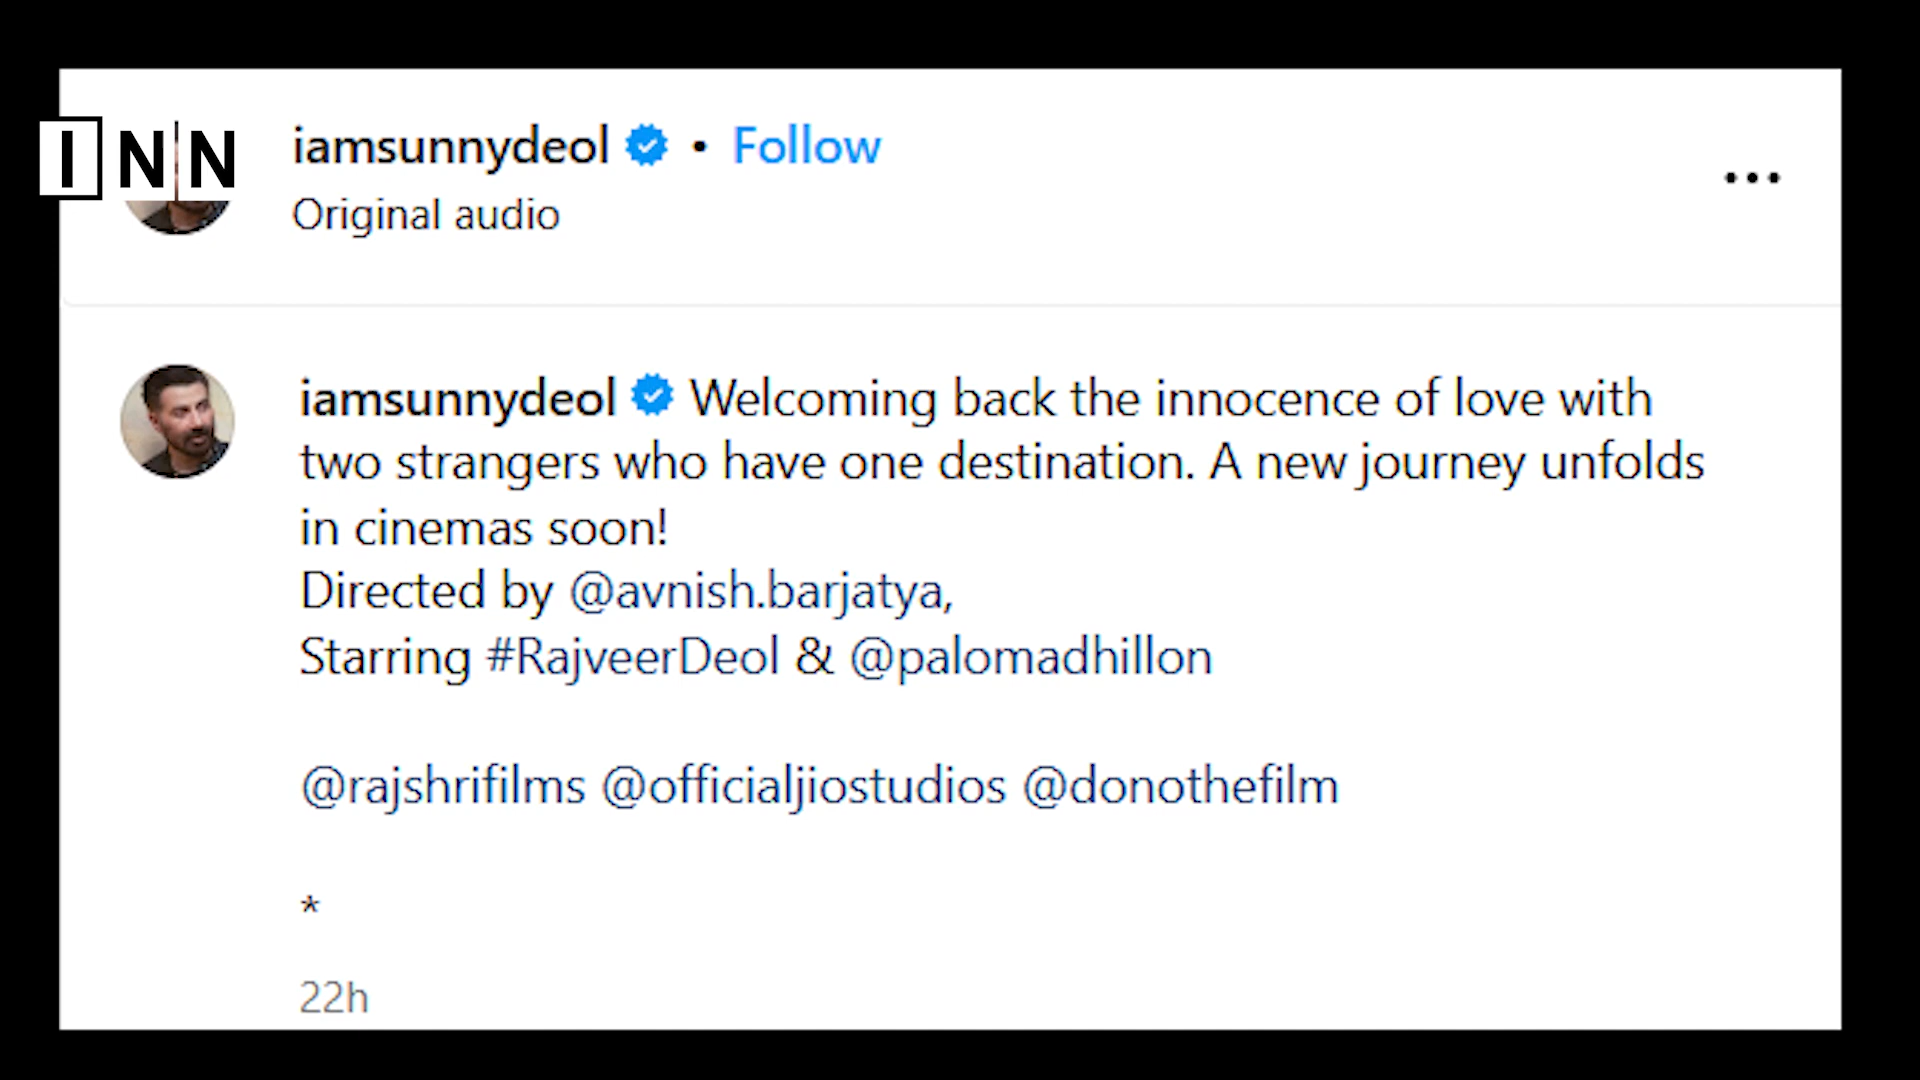 INN
iamsunnydeol • Follow
Original audio
...
iamsunnydeol Welcoming back the innocence of love with
two strangers who have one destination. A new journey unfolds
in cinemas soon!
Directed by @avnish.barjatya,
Starring #RajveerDeol & @palomadhillon
@rajshrifilms @officialjiostudios @donothefilm
*
22h